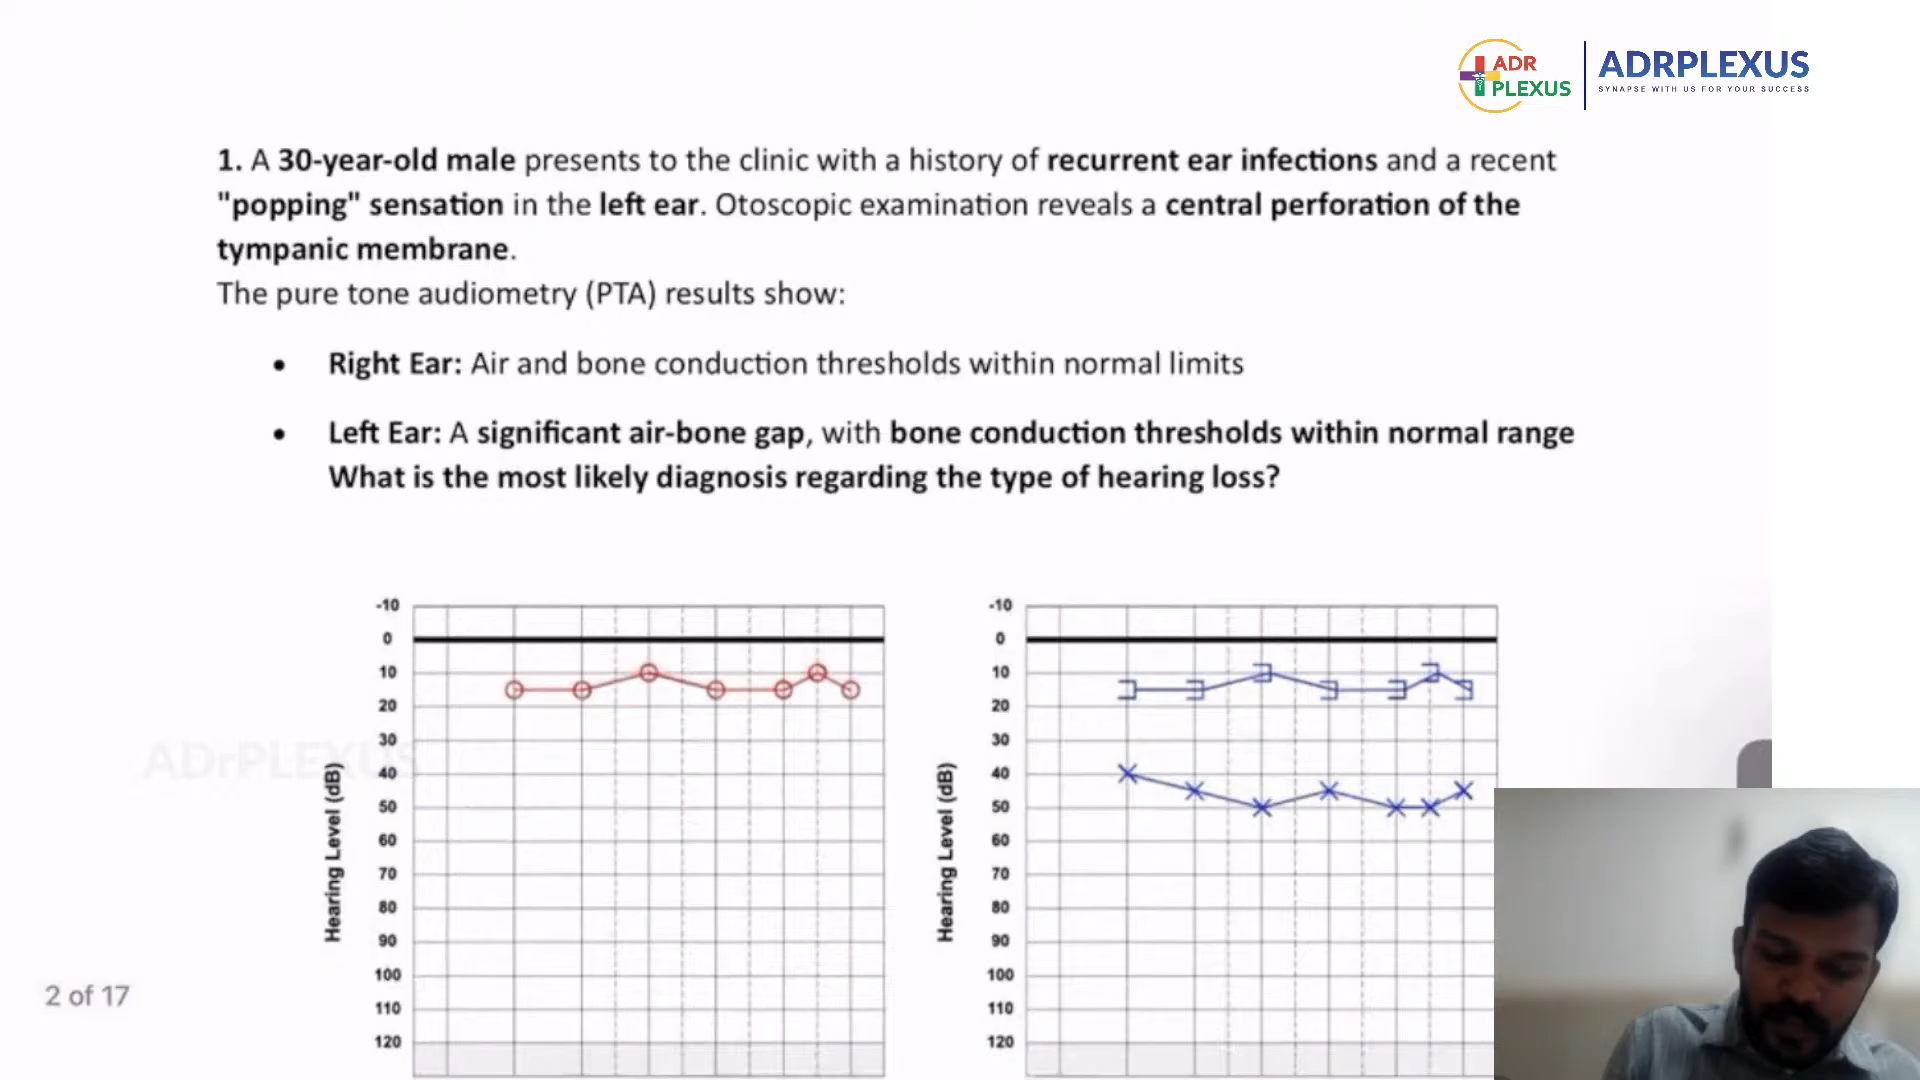 ADR
PLEXUS
ADRPLEXUS
SYNAPSE WITH US FOR YOUR SUCCESS
1. A 30-year-old male presents to the clinic with a history of recurrent ear infections and a recent
"popping" sensation in the left ear. Otoscopic examination reveals a central perforation of the
tympanic membrane.
The pure tone audiometry (PTA) results show:
• Right Ear: Air and bone conduction thresholds within normal limits
• Left Ear: A significant air-bone gap, with bone conduction thresholds within normal range
What is the most likely diagnosis regarding the type of hearing loss?
Hearing Level (dB)
-10
0
10
20
30
40
50
60
70
80
90
100
110
120
Hearing Level (dB)
-10
0
10
20
30
40
50
60
70
80
90
100
110
120
ADrPLEXUS
2 of 17